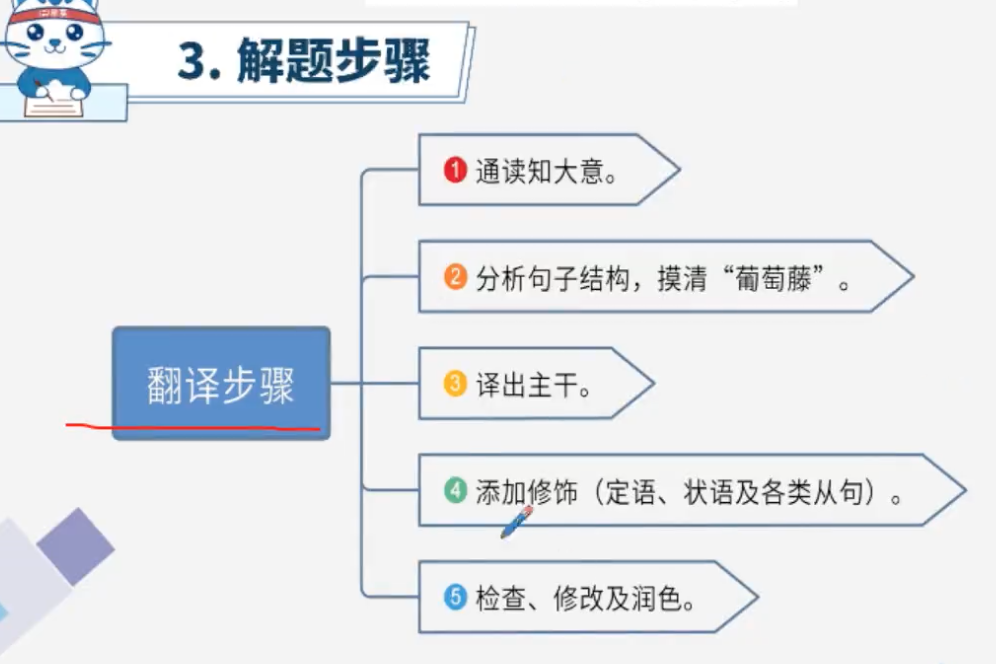 3. 解题步骤
翻译步骤
1 通读知大意。
2 分析句子结构，摸清“葡萄藤”。
3 译出主干。
4 添加修饰（定语、状语及各类从句）。
5 检查、修改及润色。